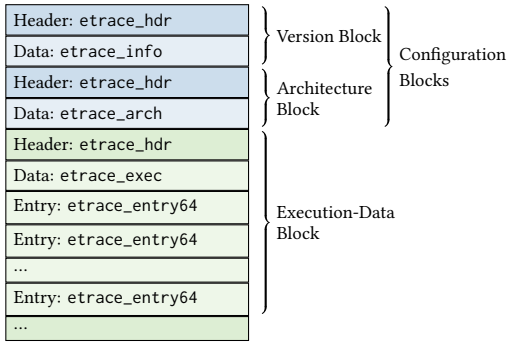 Header: etrace_hdr
Data: etrace_info
Header: etrace_hdr
Data: etrace_arch
Header: etrace_hdr
Data: etrace_exec
Entry: etrace_entry64
Entry: etrace_entry64
...
Entry: etrace_entry64
...
Version Block
Architecture
Block
Configuration
Blocks
Execution-Data
Block